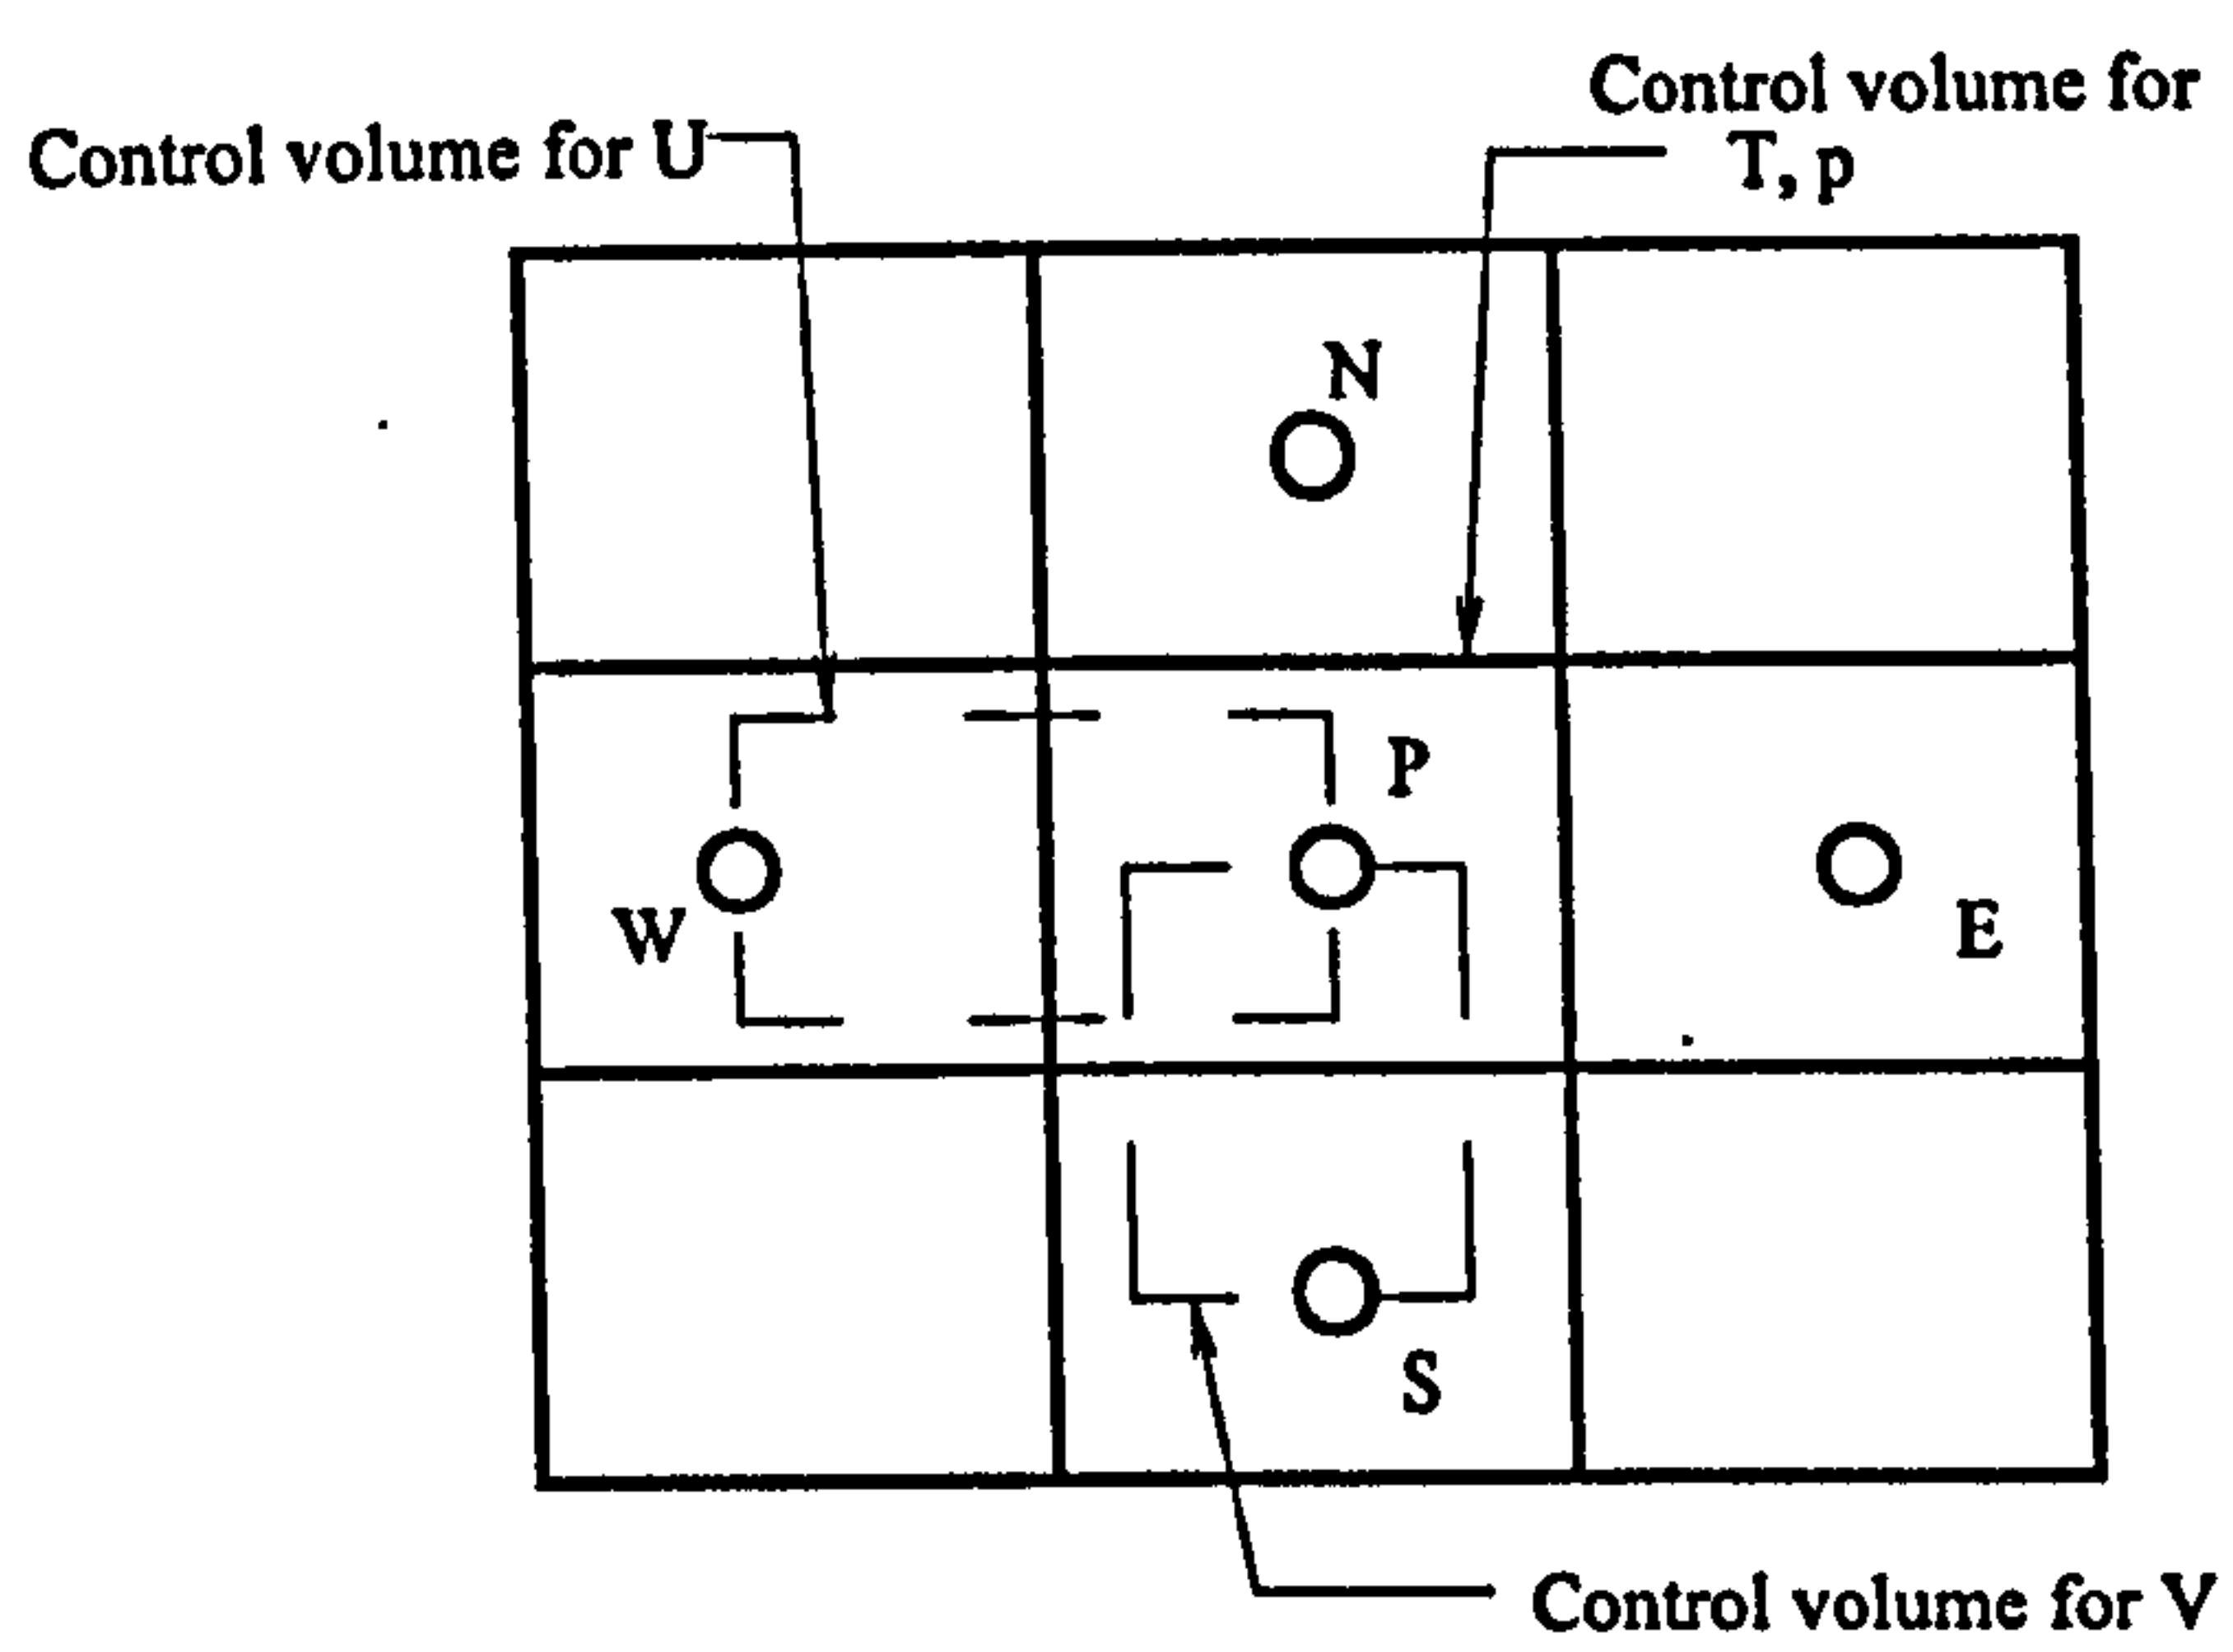 Control volume for
T, p
Control volume for U
N
P
W
E
S
Control volume for V